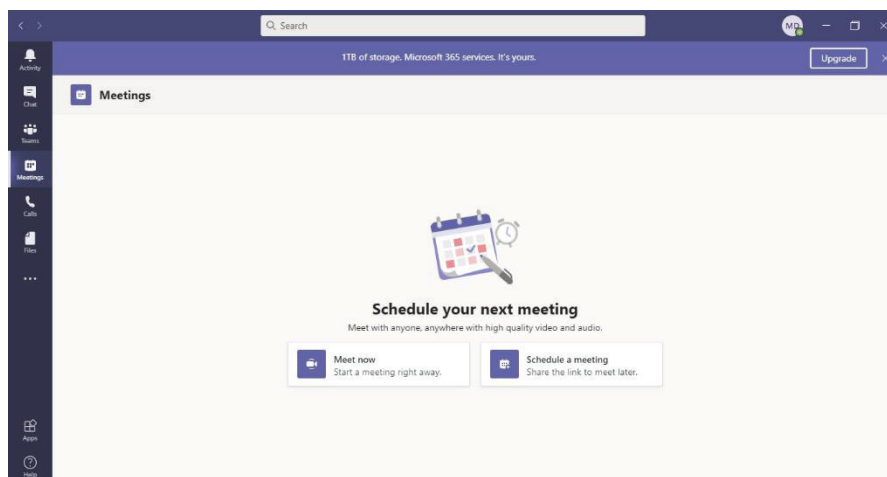 Search
MD
1TB of storage. Microsoft 365 services. It's yours.
Upgrade
Activity
Chat
Teams
Meetings
Calls
Files
Apps
Help
Meetings
Schedule your next meeting
Meet with anyone, anywhere with high quality video and audio.
Meet now
Start a meeting right away.
Schedule a meeting
Share the link to meet later.